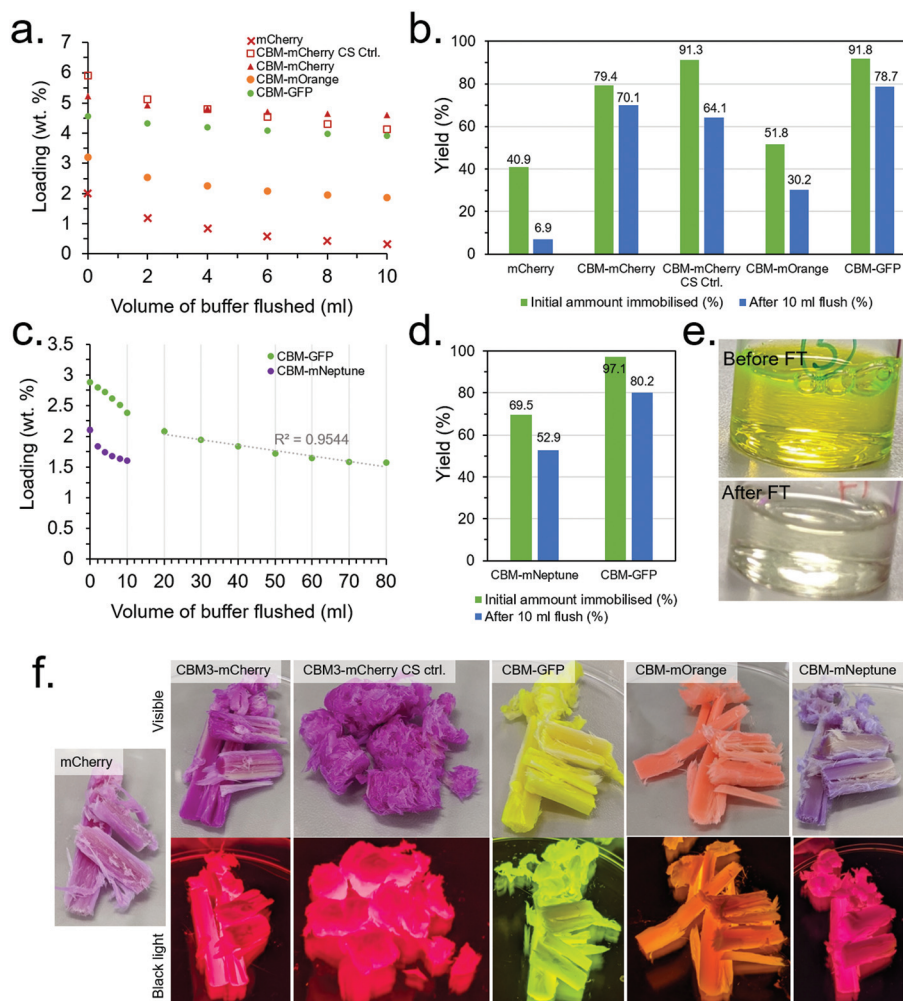 a.
7
6
5
4
3
2
1
0
Loading (wt. %)
0 2 4 6 8 10
Volume of buffer flushed (ml)
mCherry
CBM-mCherry CS Ctrl.
CBM-mCherry
CBM-mOrange
CBM-GFP
b.
100
80
60
40
20
0
Yield (%)
40.9
6.9
79.4
70.1
91.3
64.1
51.8
30.2
91.8
78.7
mCherry
CBM-mCherry
CBM-mCherry
CS Ctrl.
CBM-mOrange
CBM-GFP
Initial ammount immobilised (%)
After 10 ml flush (%)
c.
3.5
3
2.5
2
1.5
1
0.5
0
Loading (wt. %)
CBM-GFP
CBM-mNeptune
R² = 0.9544
0 10 20 30 40 50 60 70 80
Volume of buffer flushed (ml)
d.
100
80
60
40
20
0
Yield (%)
69.5
52.9
97.1
80.2
CBM-mNeptune
CBM-GFP
Initial ammount immobilised (%)
After 10 ml flush (%)
e.
Before FT
5
After FT
FT
f.
Visible
Black light
mCherry
CBM3-mCherry
CBM3-mCherry CS ctrl.
CBM-GFP
CBM-mOrange
CBM-mNeptune